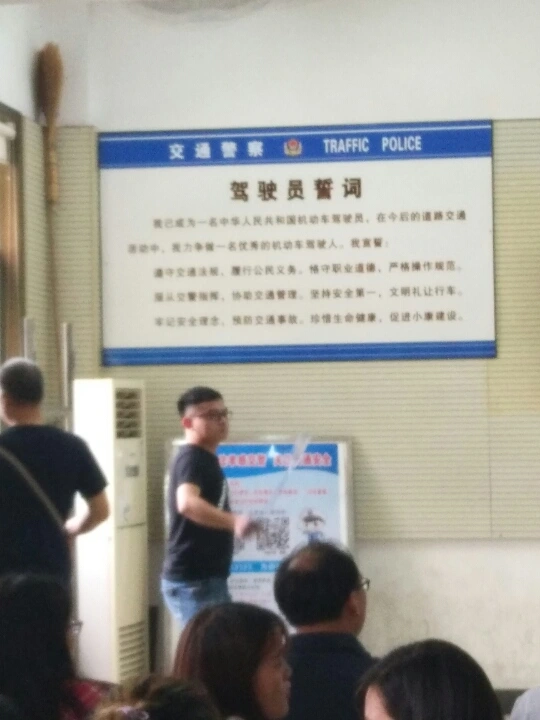 交通警察 TRAFFIC POLICE
驾驶员誓词
我已成为一名中华人民共和国机动车驾驶员，在今后的道路交通
活动中，我力争做一名优秀的机动车驾驶人。我宣誓：
遵守交通法规、履行公民义务、恪守职业道德，严格操作规范。
服从交警指挥，协助交通管理、坚持安全第一，文明礼让行车。
牢记安全理念、预防交通事故、珍惜生命健康，促进小康建设。
通安全